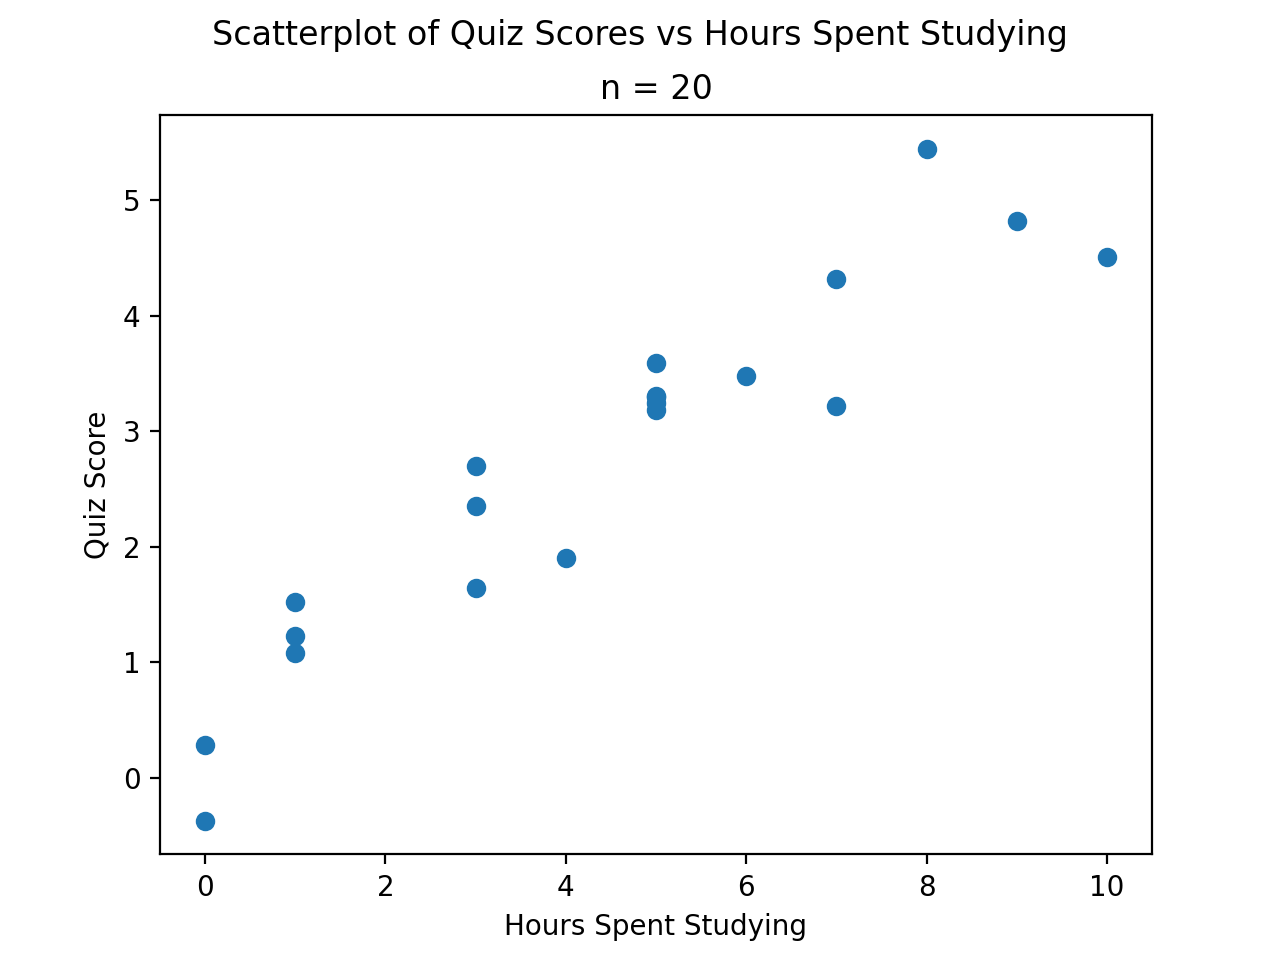 Scatterplot of Quiz Scores vs Hours Spent Studying
n = 20
5
4
3
2
1
0
Quiz Score
0 2 4 6 8 10
Hours Spent Studying